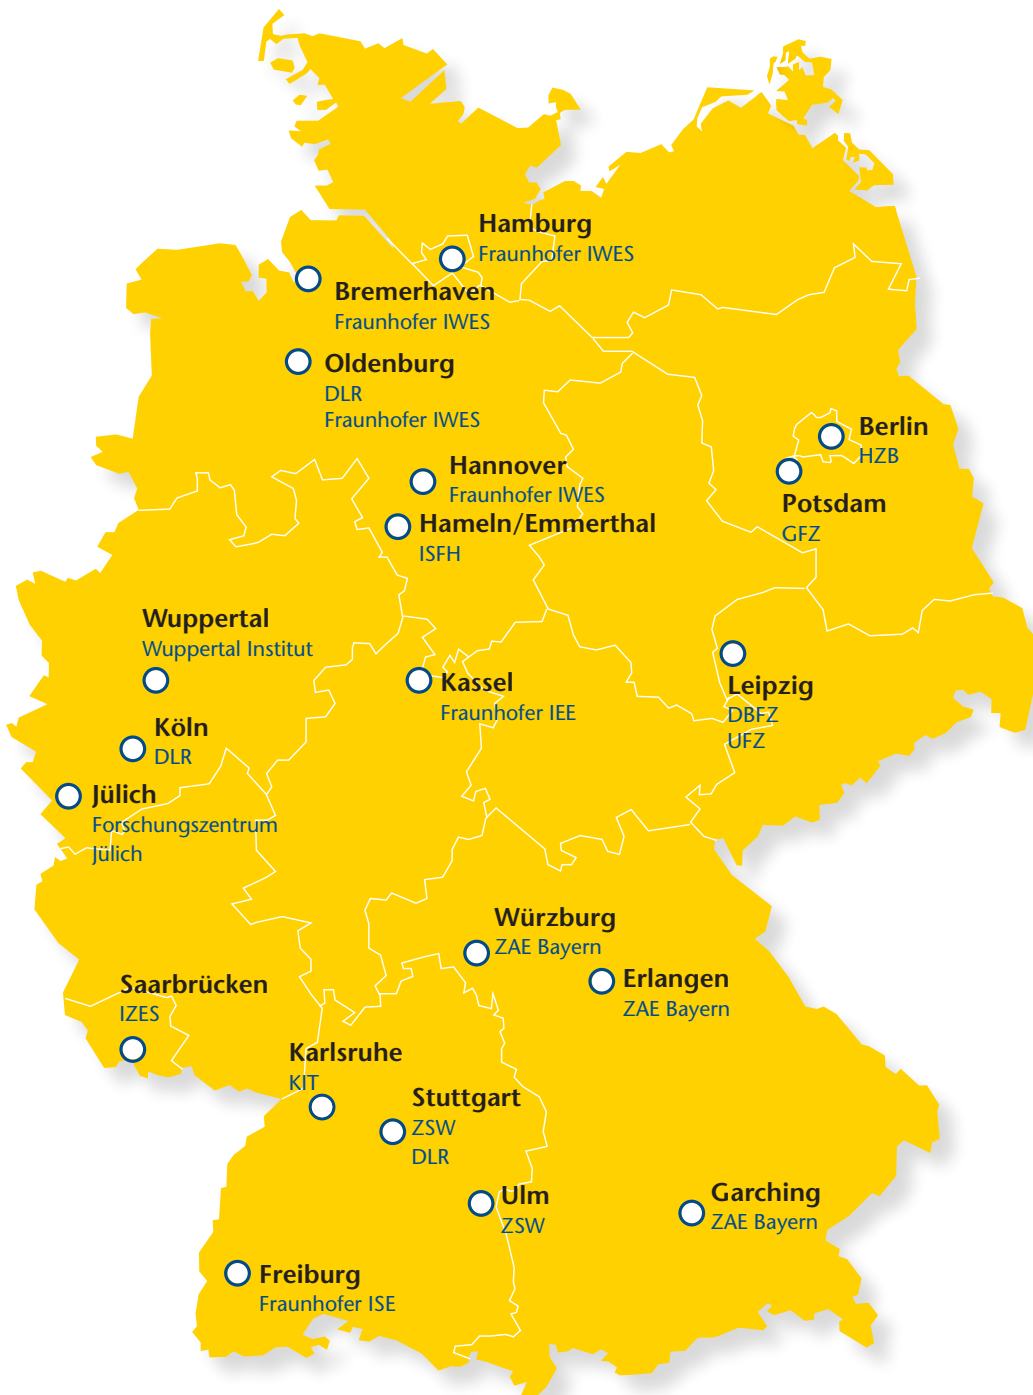 Hamburg
Fraunhofer IWES
Bremerhaven
Fraunhofer IWES
Oldenburg
DLR
Fraunhofer IWES
Berlin
HZB
Hannover
Fraunhofer IWES
Potsdam
GFZ
Hameln/Emmerthal
ISFH
Wuppertal
Wuppertal Institut
Kassel
Fraunhofer IEE
Leipzig
DBFZ
UFZ
Köln
DLR
Jülich
Forschungszentrum
Jülich
Würzburg
ZAE Bayern
Erlangen
ZAE Bayern
Saarbrücken
IZES
Karlsruhe
KIT
Stuttgart
ZSW
DLR
Ulm
ZSW
Garching
ZAE Bayern
Freiburg
Fraunhofer ISE